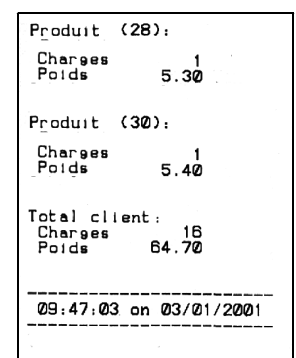 Produit (28):
Charges 1
Poids 5.30
Produit (30):
Charges 1
Poids 5.40
Total client:
Charges 16
Poids 64.70
------------------------
09:47:03 on 03/01/2001
------------------------